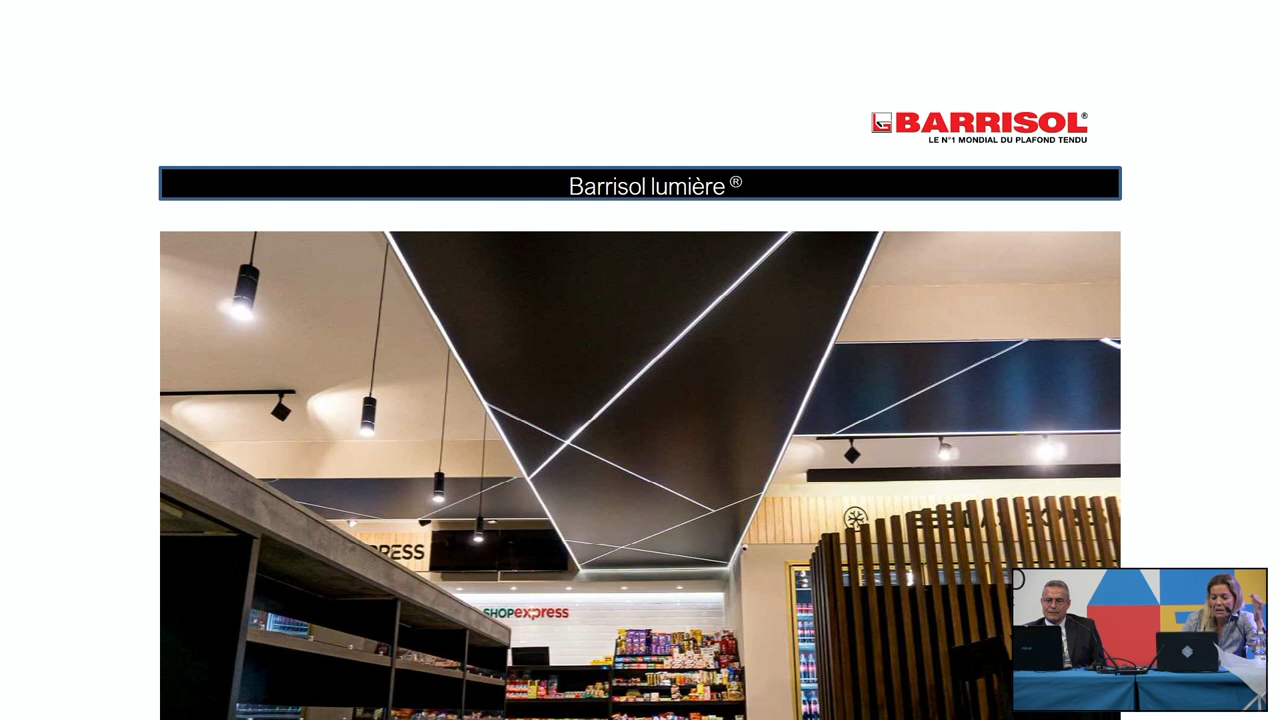 BARRISOL®
LE N°1 MONDIAL DU PLAFOND TENDU
Barrisol lumière ®
PRESS
SHOPexpress